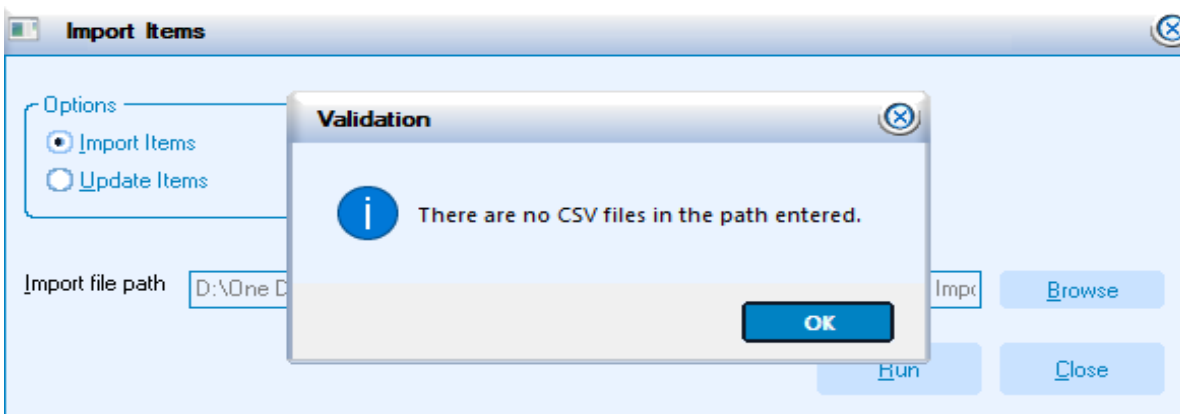 Import Items
Options
Import Items
Update Items
Validation
There are no CSV files in the path entered.
OK
Import file path
D:\One
Browse
Run
Close